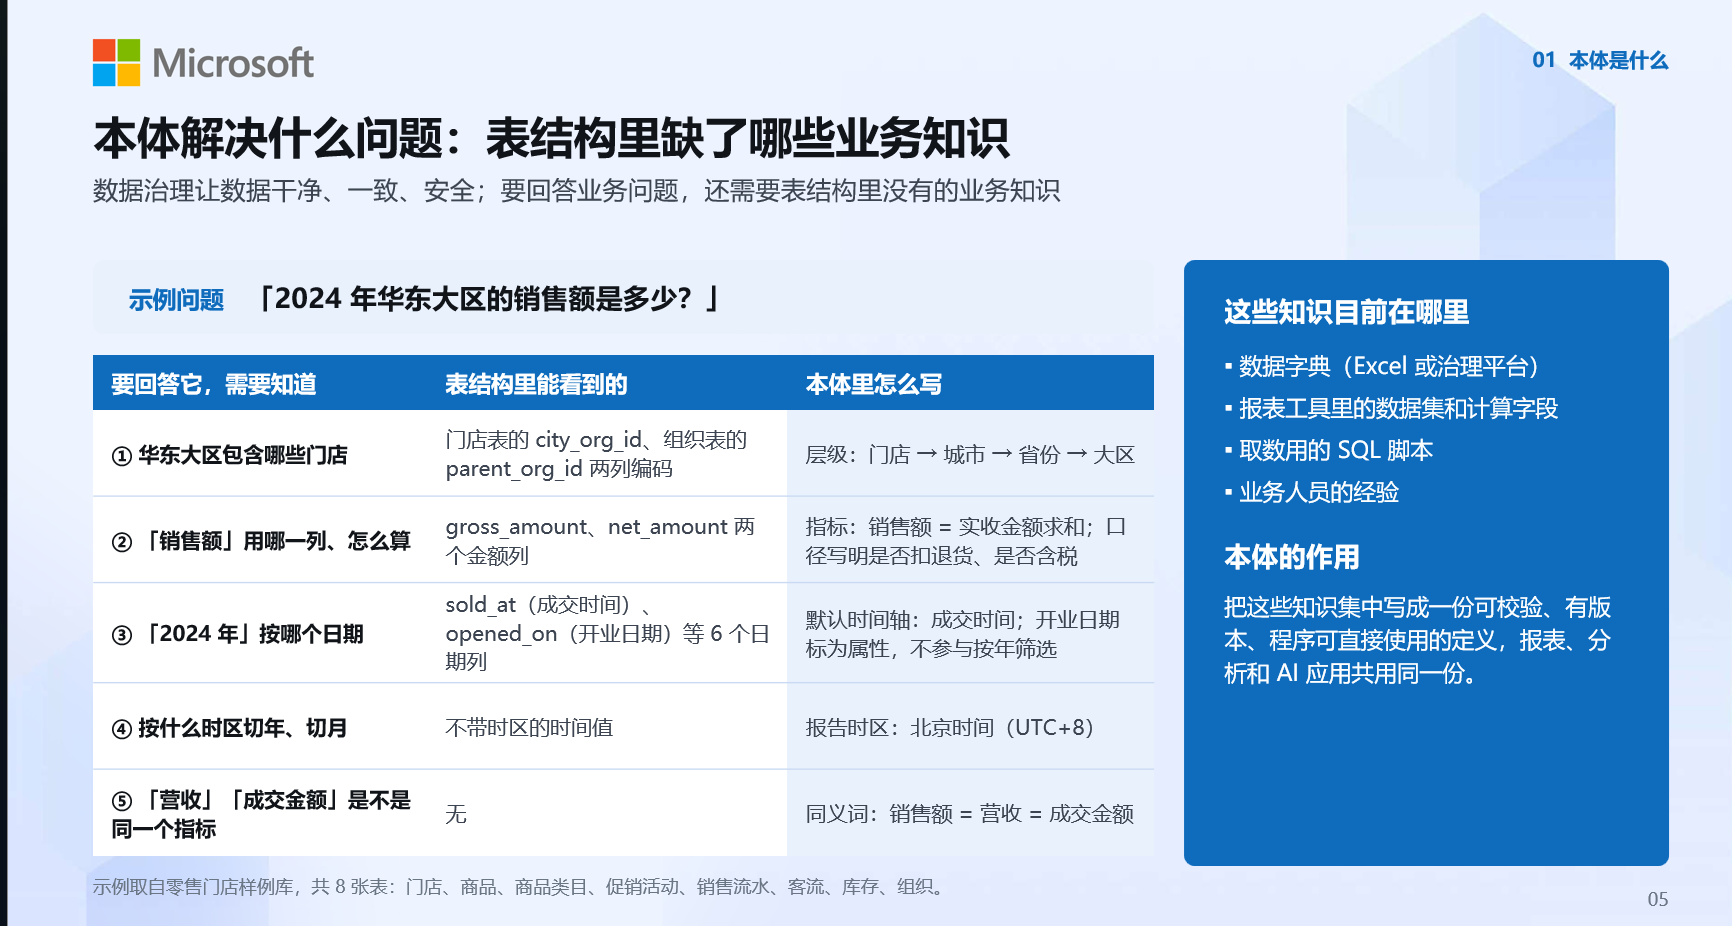 Microsoft
01 本体是什么
本体解决什么问题：表结构里缺了哪些业务知识
数据治理让数据干净、一致、安全；要回答业务问题，还需要表结构里没有的业务知识
示例问题 「2024 年华东大区的销售额是多少？」
要回答它，需要知道
表结构里能看到的
本体里怎么写
① 华东大区包含哪些门店
门店表的 city_org_id、组织表的
parent_org_id 两列编码
层级：门店 → 城市 → 省份 → 大区
② 「销售额」用哪一列、怎么算
gross_amount、net_amount 两
个金额列
指标：销售额 = 实收金额求和；口
径写明是否扣退货、是否含税
③ 「2024 年」按哪个日期
sold_at（成交时间）、
opened_on（开业日期）等 6 个日
期列
默认时间轴：成交时间；开业日期
标为属性，不参与按年筛选
④ 按什么时区切年、切月
不带时区的时间值
报告时区：北京时间（UTC+8）
⑤ 「营收」「成交金额」是不是
同一个指标
无
同义词：销售额 = 营收 = 成交金额
这些知识目前在哪里
▪ 数据字典（Excel 或治理平台）
▪ 报表工具里的数据集和计算字段
▪ 取数用的 SQL 脚本
▪ 业务人员的经验
本体的作用
把这些知识集中写成一份可校验、有版
本、程序可直接使用的定义，报表、分
析和 AI 应用共用同一份。
示例取自零售门店样例库，共 8 张表：门店、商品、商品类目、促销活动、销售流水、客流、库存、组织。
05